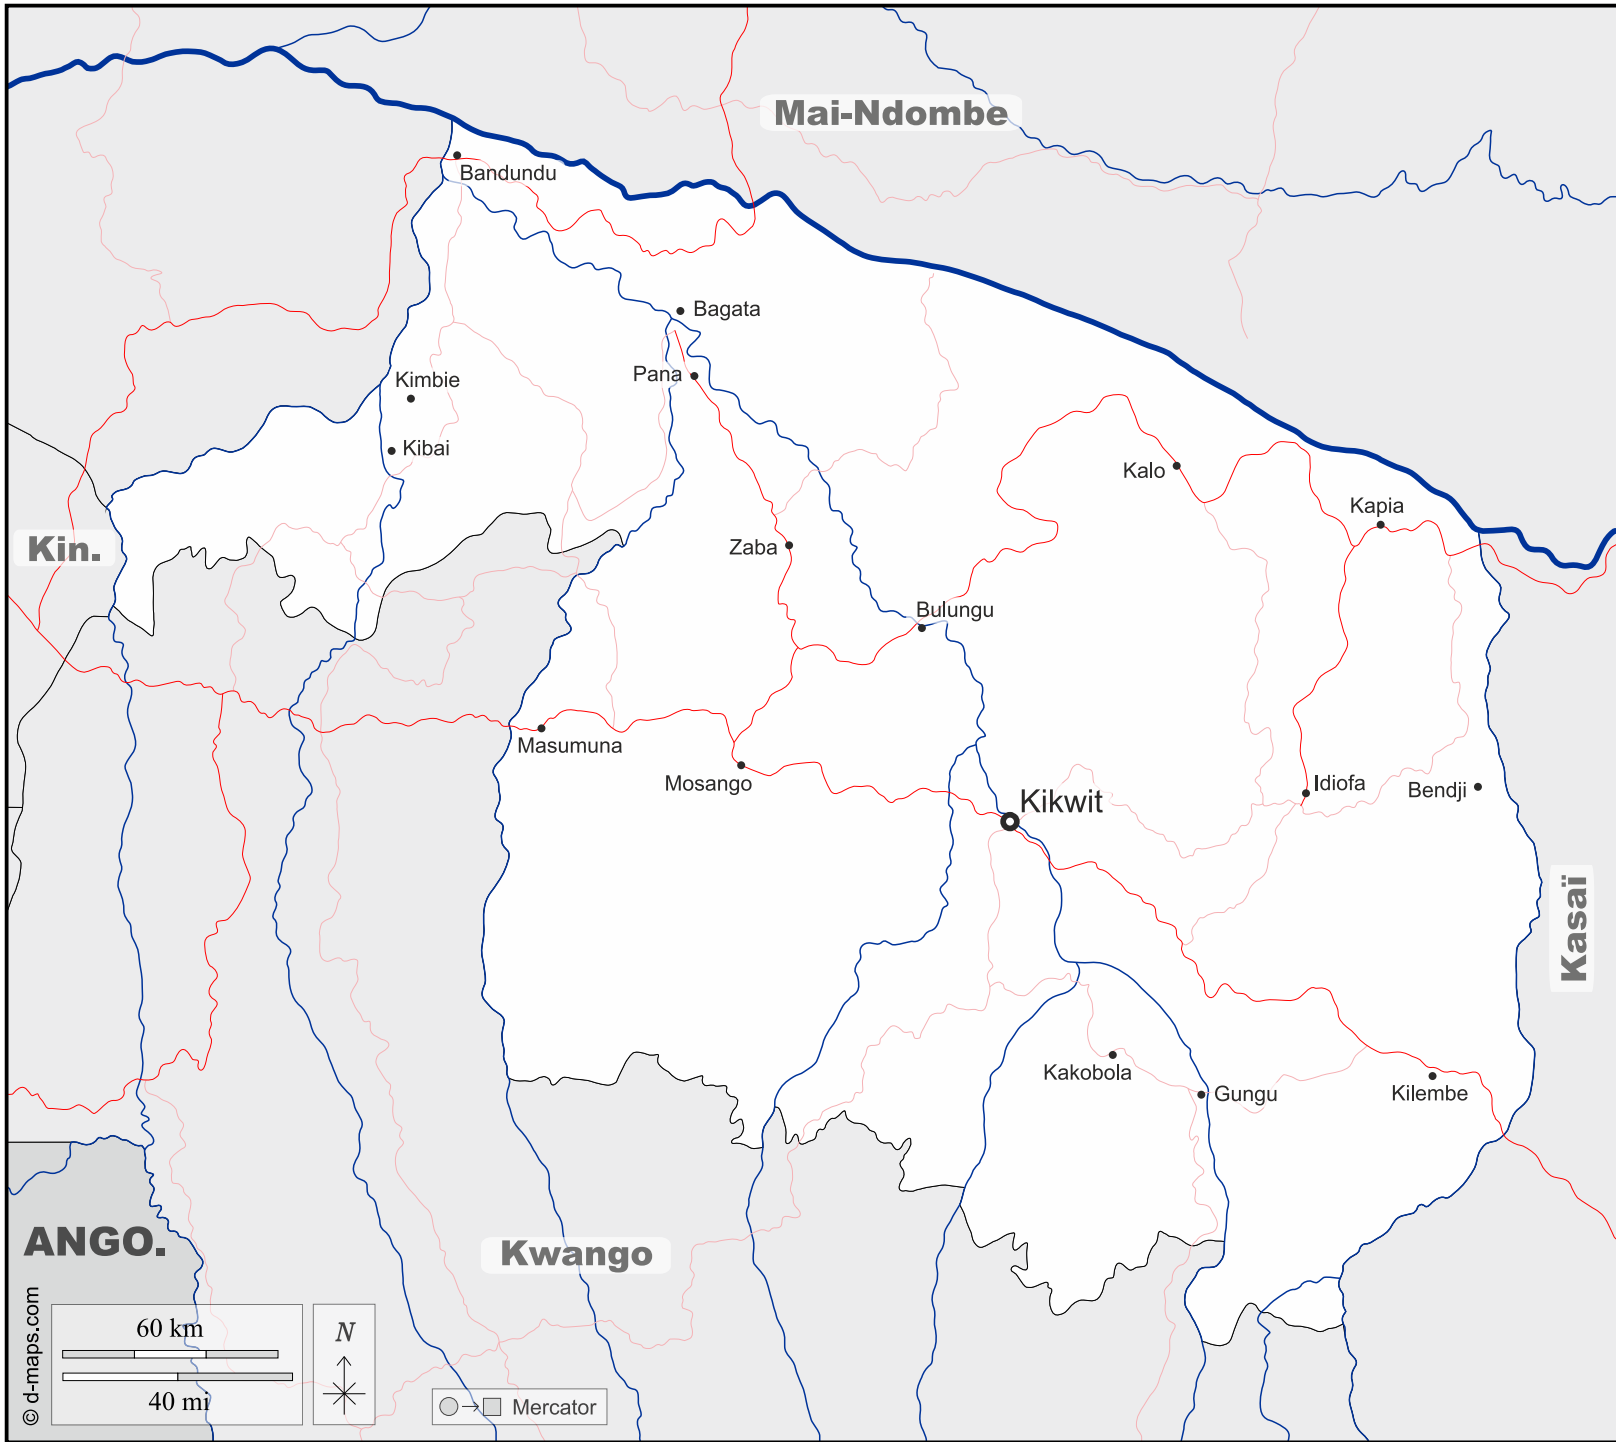 Mai-Ndombe
Bandundu
Bagata
Pana
Kimbie
Kibai
Kalo
Kapia
Kin.
Zaba
Bulungu
Masumuna
Mosango
Kikwit
Idiofa
Bendji
Kasaï
Kakobola
Gungu
Kilembe
ANGO.
Kwango
© d-maps.com
60 km
40 mi
N
Mercator